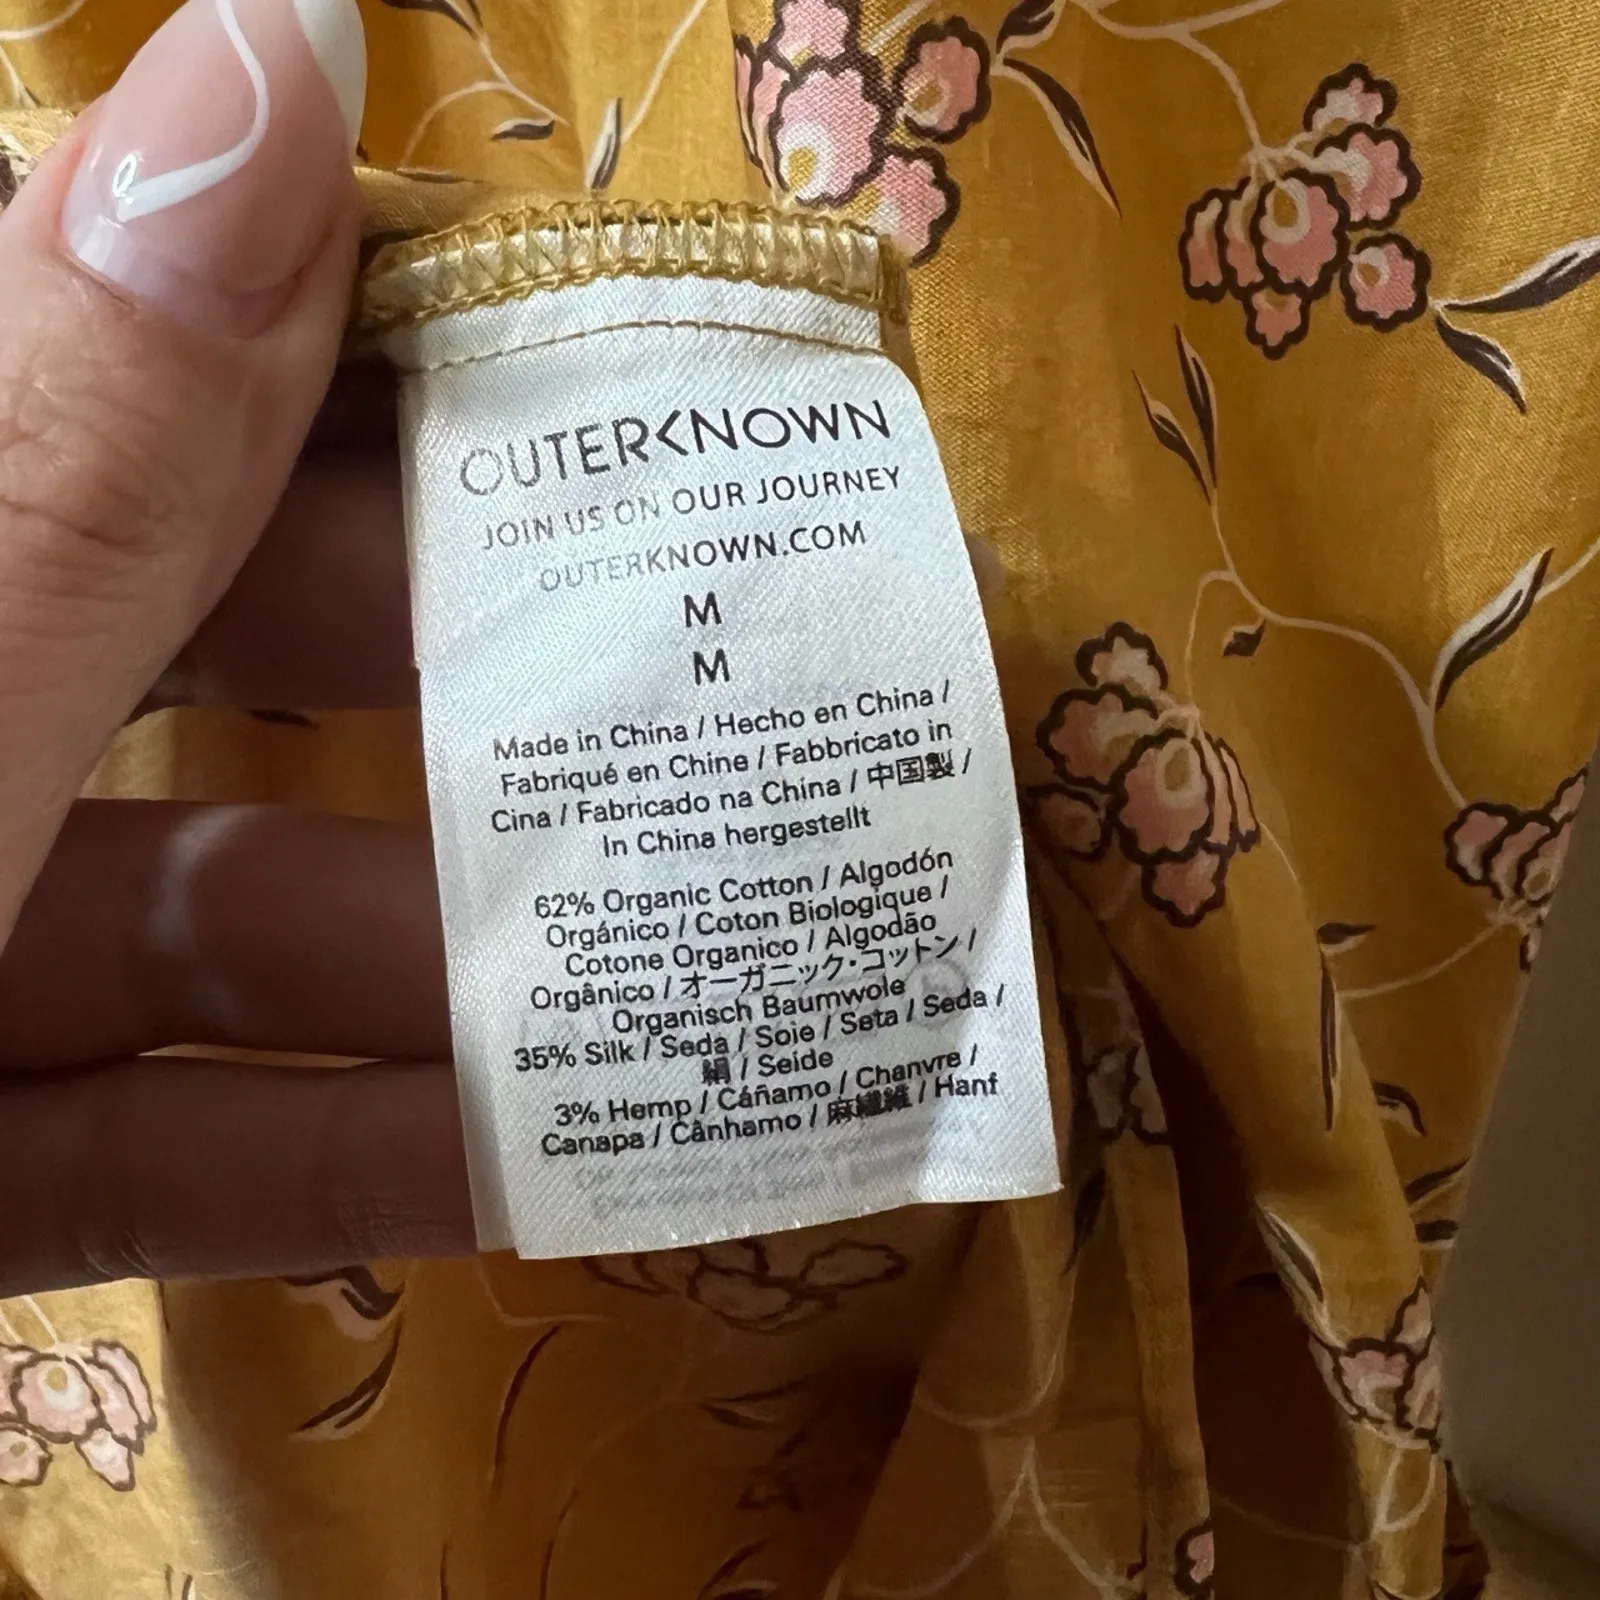 OUTERKNOWN
JOIN US ON OUR JOURNEY
OUTERKNOWN.COM
M
M
Made in China / Hecho en China /
Fabriqué en Chine / Fabbricato in
Cina / Fabricado na China / 中国製 /
In China hergestellt
62% Organic Cotton / Algodón
Orgánico / Coton Biologique /
Cotone Organico / Algodão
Orgânico / オーガニック・コットン /
Organisch Baumwole
35% Silk / Seda / Soie / Seta / Seda /
絹 / Seide
3% Hemp / Cáñamo / Chanvre /
Canapa / Cânhamo / 麻繊維 / Hanf